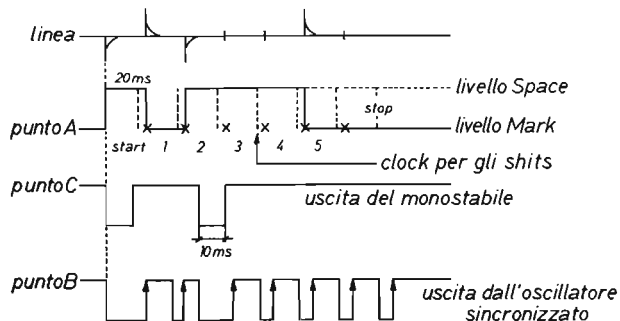 linea
20ms
livello Space
stop
punto A
livello Mark
start 1 2 3 4 5
clock per gli shits
punto C
uscita del monostabile
10ms
punto B
uscita dall'oscillatore
sincronizzato